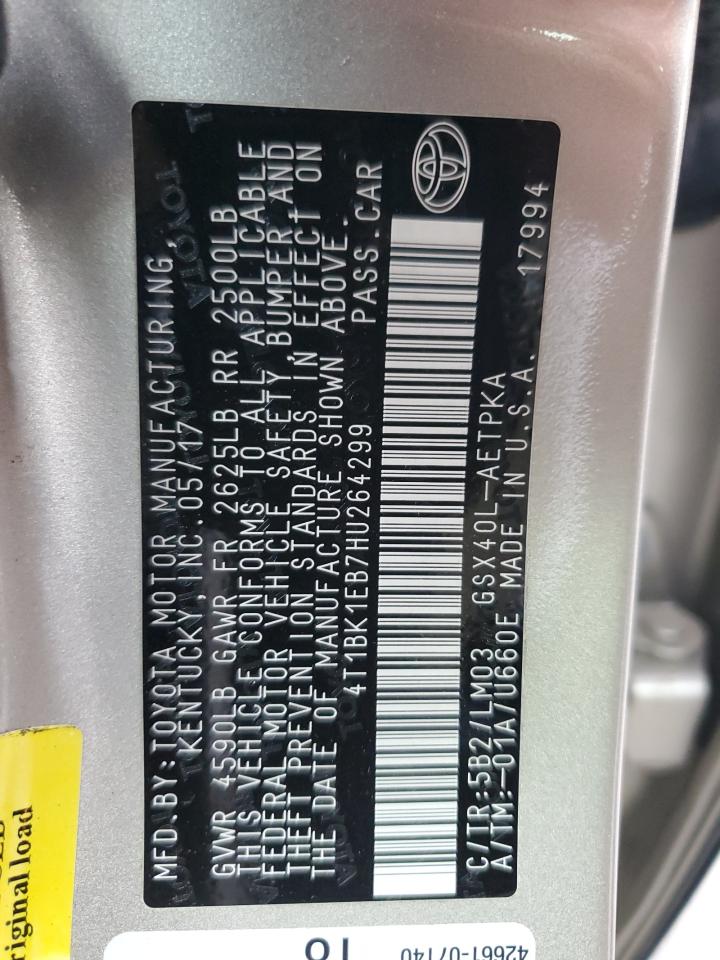 MFD.BY:TOYOTA MOTOR MANUFACTURING,
KENTUCKY,INC.05/17
GVWR 4590LB GAWR FR 2625LB RR 2500LB
THIS VEHICLE CONFORMS TO ALL APPLICABLE
FEDERAL MOTOR VEHICLE SAFETY,BUMPER AND
THEFT PREVENTION STANDARDS IN EFFECT ON
THE DATE OF MANUFACTURE SHOWN ABOVE.
4T1BK1EB7HU264299 PASS.CAR
C/TR:5B2/LM03 GSX40L-AETPKA
A/TM:-01A/U660E MADE IN U.S.A. 17994
riginal load
42661-07140